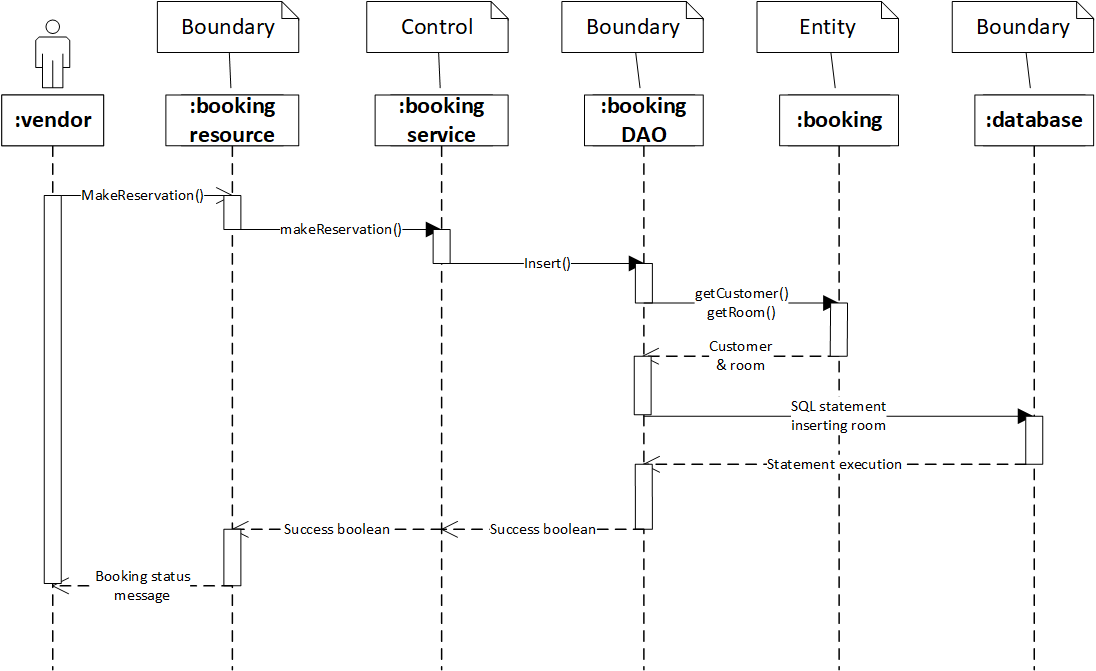 Boundary
Control
Boundary
Entity
Boundary
:vendor
:booking
resource
:booking
service
:booking
DAO
:booking
:database
MakeReservation()
makeReservation()
Insert()
getCustomer()
getRoom()
Customer
& room
SQL statement
inserting room
Statement execution
Success boolean
Success boolean
Booking status
message